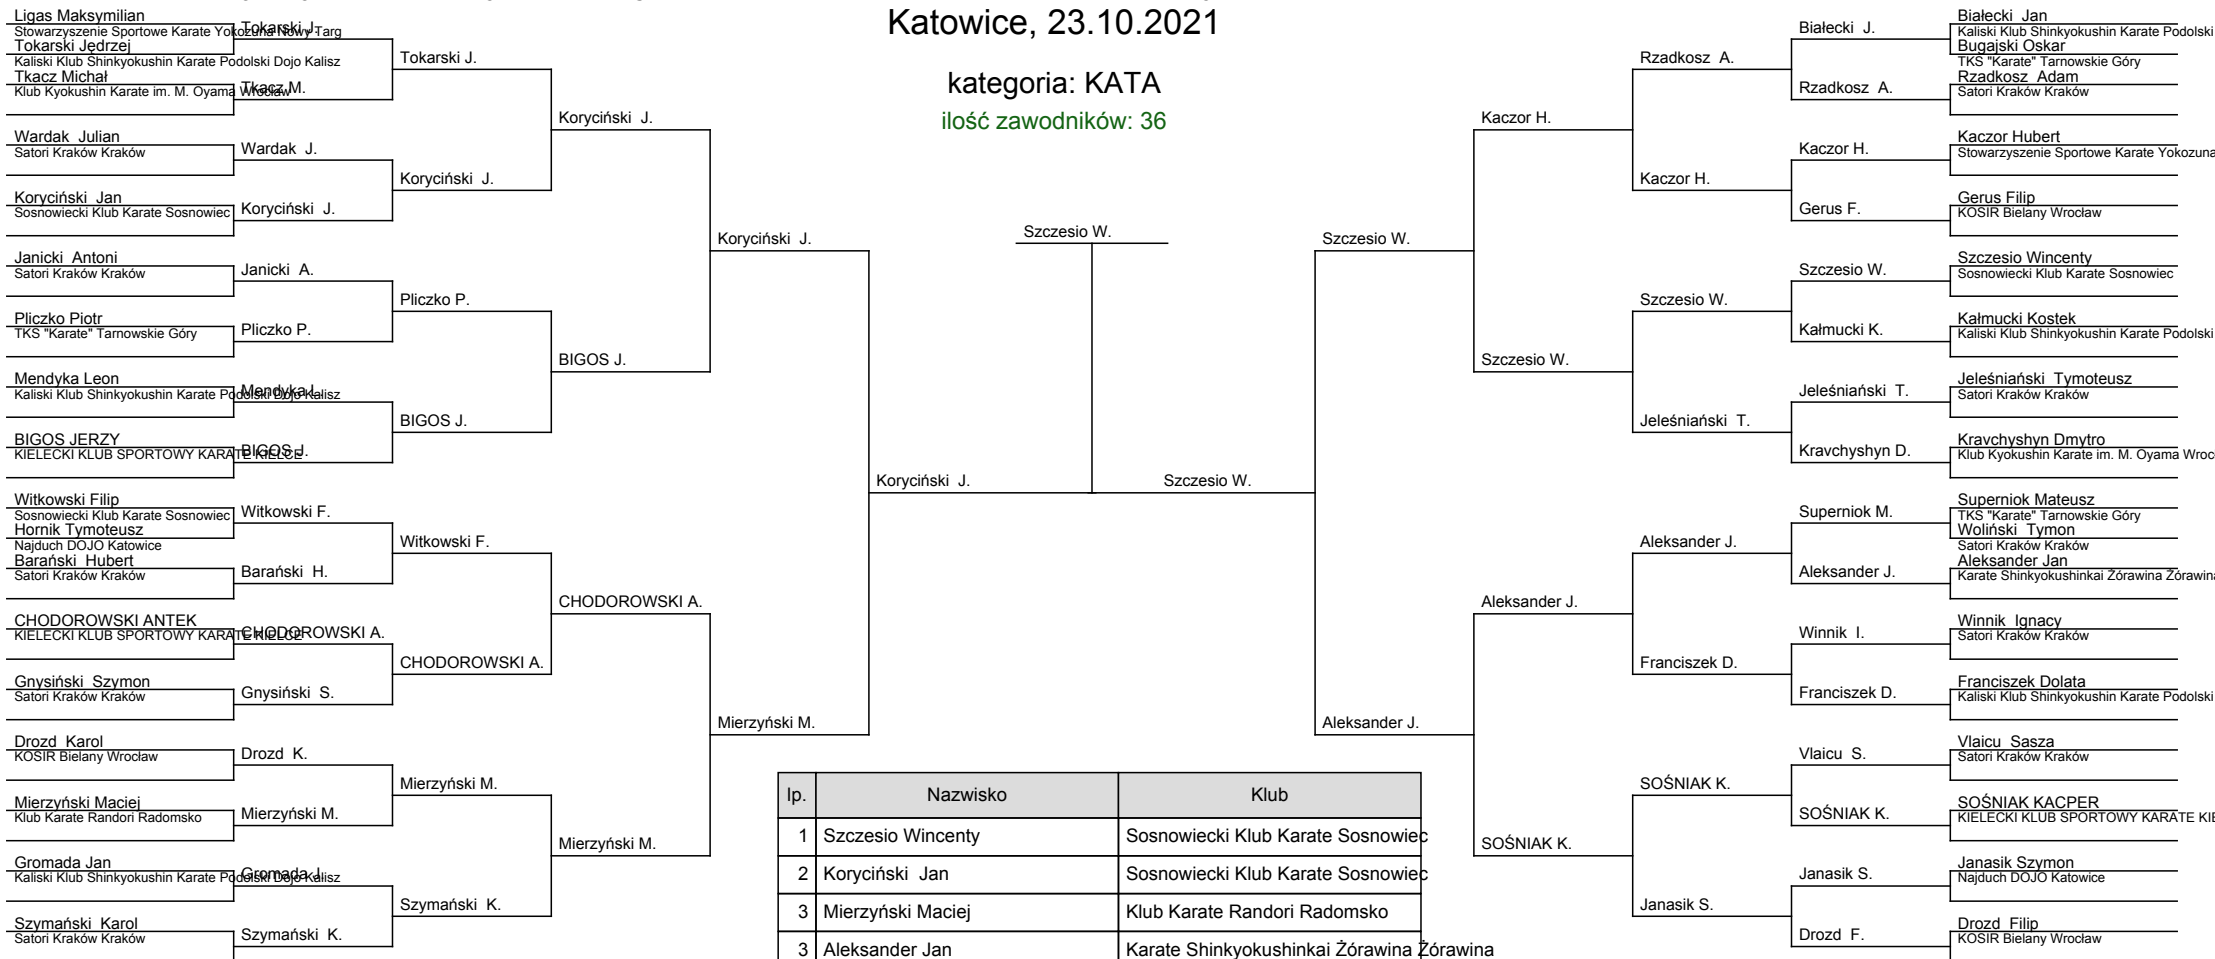 Katowice, 23.10.2021
kategoria: KATA
ilość zawodników: 36
Ligas Maksymilian
Stowarzyszenie Sportowe Karate Yokozuna Nowy Targ
Tokarski Jędrzej
Kaliski Klub Shinkyokushin Karate Podolski Dojo Kalisz
Tkacz Michał
Klub Kyokushin Karate im. M. Oyama Wrocław
Wardak Julian
Satori Kraków Kraków
Koryciński Jan
Sosnowiecki Klub Karate Sosnowiec
Janicki Antoni
Satori Kraków Kraków
Pliczko Piotr
TKS "Karate" Tarnowskie Góry
Mendyka Leon
Kaliski Klub Shinkyokushin Karate Podolski Dojo Kalisz
BIGOS JERZY
KIELECKI KLUB SPORTOWY KARATE KIELCE
Witkowski Filip
Sosnowiecki Klub Karate Sosnowiec
Hornik Tymoteusz
Najduch DOJO Katowice
Barański Hubert
Satori Kraków Kraków
CHODOROWSKI ANTEK
KIELECKI KLUB SPORTOWY KARATE KIELCE
Gnysiński Szymon
Satori Kraków Kraków
Drozd Karol
KOSIR Bielany Wrocław
Mierzyński Maciej
Klub Karate Randori Radomsko
Gromada Jan
Kaliski Klub Shinkyokushin Karate Podolski Dojo Kalisz
Szymański Karol
Satori Kraków Kraków
Tokarski J.
Tkacz M.
Wardak J.
Koryciński J.
Janicki A.
Pliczko P.
Mendyka L.
BIGOS J.
Witkowski F.
Barański H.
CHODOROWSKI A.
Gnysiński S.
Drozd K.
Mierzyński M.
Gromada J.
Szymański K.
Tokarski J.
Koryciński J.
Pliczko P.
BIGOS J.
Witkowski F.
CHODOROWSKI A.
Mierzyński M.
Szymański K.
Koryciński J.
BIGOS J.
CHODOROWSKI A.
Mierzyński M.
Koryciński J.
Mierzyński M.
Koryciński J.
Szczesio W.
Szczesio W.
Szczesio W.
Aleksander J.
Kaczor H.
Szczesio W.
Aleksander J.
SOŚNIAK K.
Rzadkosz A.
Kaczor H.
Szczesio W.
Jeleśniański T.
Aleksander J.
Franciszek D.
SOŚNIAK K.
Janasik S.
Białecki J.
Rzadkosz A.
Kaczor H.
Gerus F.
Szczesio W.
Kałmucki K.
Jeleśniański T.
Kravchyshyn D.
Superniok M.
Aleksander J.
Winnik I.
Franciszek D.
Vlaicu S.
SOŚNIAK K.
Janasik S.
Drozd F.
Białecki Jan
Kaliski Klub Shinkyokushin Karate Podolski
Bugajski Oskar
TKS "Karate" Tarnowskie Góry
Rzadkosz Adam
Satori Kraków Kraków
Kaczor Hubert
Stowarzyszenie Sportowe Karate Yokozuna
Gerus Filip
KOSIR Bielany Wrocław
Szczesio Wincenty
Sosnowiecki Klub Karate Sosnowiec
Kałmucki Kostek
Kaliski Klub Shinkyokushin Karate Podolski
Jeleśniański Tymoteusz
Satori Kraków Kraków
Kravchyshyn Dmytro
Klub Kyokushin Karate im. M. Oyama Wroc
Superniok Mateusz
TKS "Karate" Tarnowskie Góry
Woliński Tymon
Satori Kraków Kraków
Aleksander Jan
Karate Shinkyokushinkai Żórawina Żórawina
Winnik Ignacy
Satori Kraków Kraków
Franciszek Dolata
Kaliski Klub Shinkyokushin Karate Podolski
Vlaicu Sasza
Satori Kraków Kraków
SOŚNIAK KACPER
KIELECKI KLUB SPORTOWY KARATE KIE
Janasik Szymon
Najduch DOJO Katowice
Drozd Filip
KOSIR Bielany Wrocław
lp. Nazwisko Klub
1 Szczesio Wincenty Sosnowiecki Klub Karate Sosnowiec
2 Koryciński Jan Sosnowiecki Klub Karate Sosnowiec
3 Mierzyński Maciej Klub Karate Randori Radomsko
3 Aleksander Jan Karate Shinkyokushinkai Żórawina Żórawina